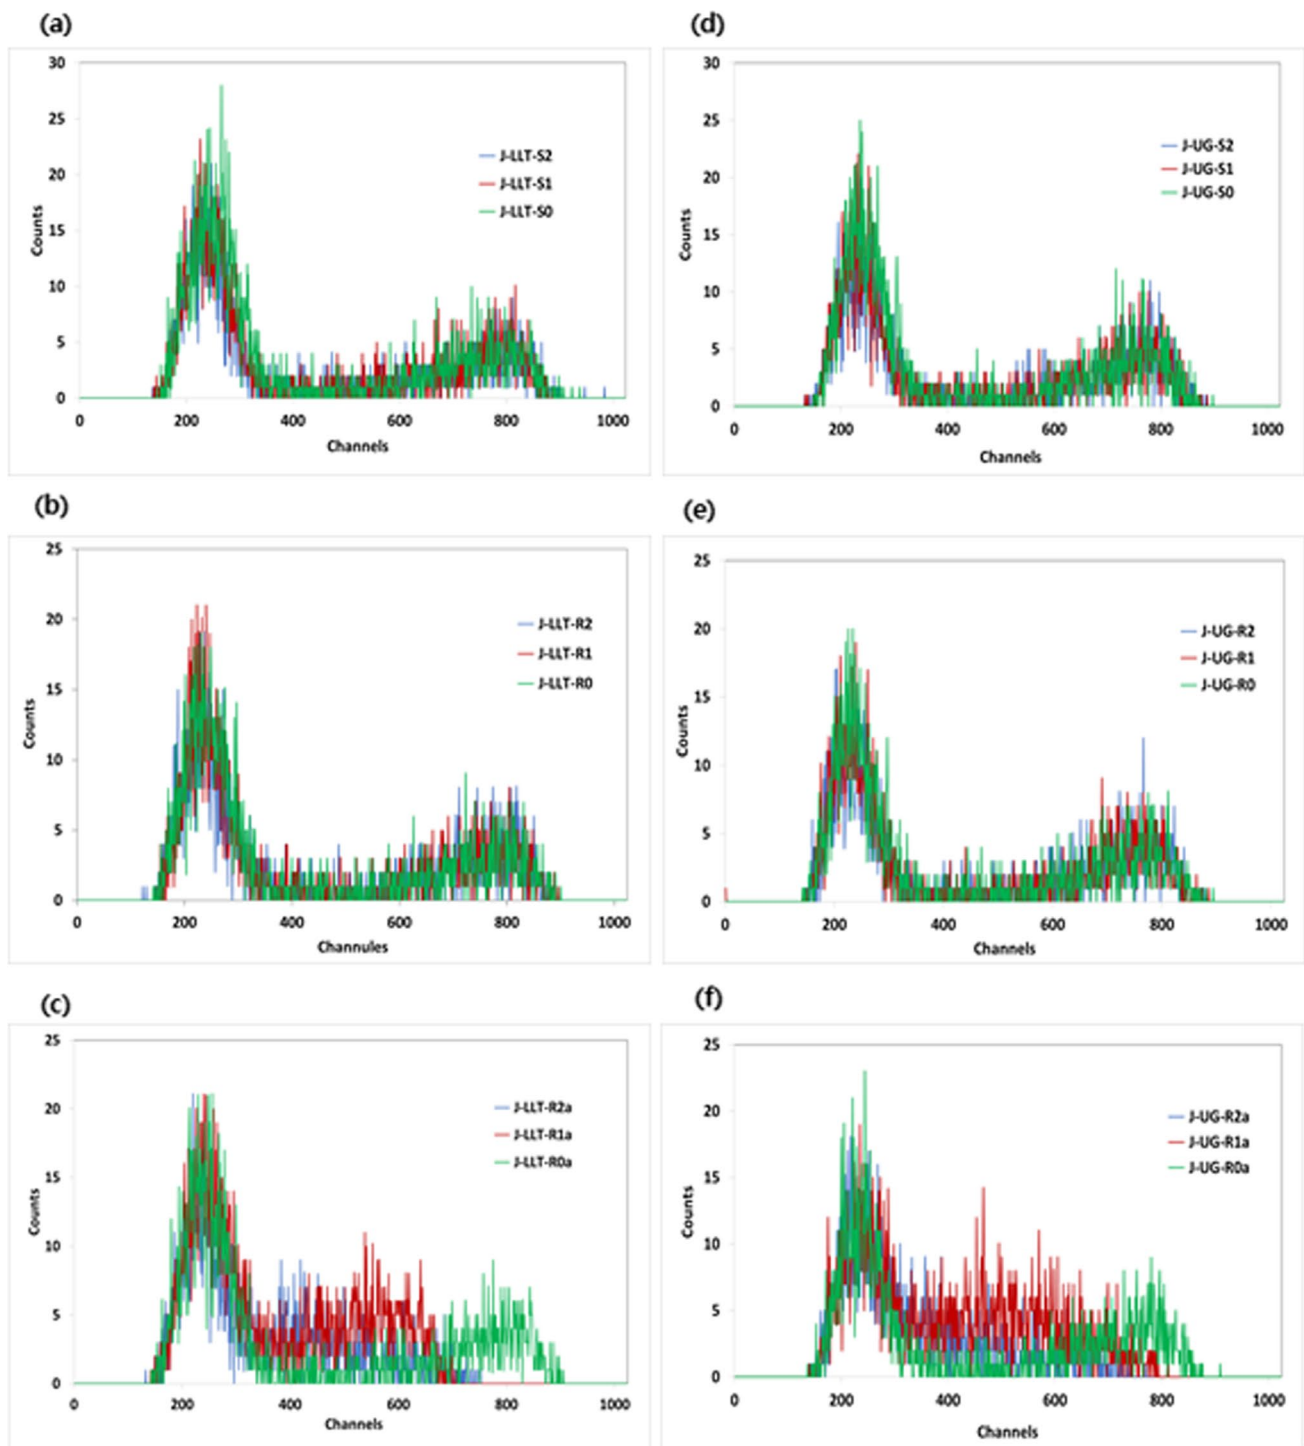 (a)
30
25
20
15
10
5
0
Counts
0 200 400 600 800 1000
Channels
J-LLT-S2
J-LLT-S1
J-LLT-S0
(d)
30
25
20
15
10
5
0
Counts
0 200 400 600 800 1000
Channels
J-UG-S2
J-UG-S1
J-UG-S0
(b)
25
20
15
10
5
0
Counts
0 200 400 600 800 1000
Channules
J-LLT-R2
J-LLT-R1
J-LLT-R0
(e)
25
20
15
10
5
0
Counts
0 200 400 600 800 1000
Channels
J-UG-R2
J-UG-R1
J-UG-R0
(c)
25
20
15
10
5
0
Counts
0 200 400 600 800 1000
Channels
J-LLT-R2a
J-LLT-R1a
J-LLT-R0a
(f)
25
20
15
10
5
0
Counts
0 200 400 600 800 1000
Channels
J-UG-R2a
J-UG-R1a
J-UG-R0a